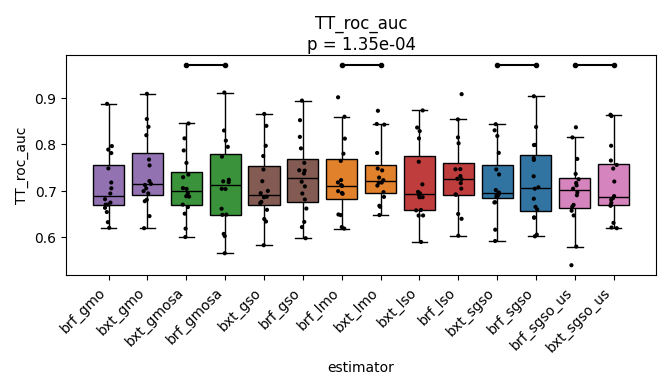 TT_roc_auc
p = 1.35e-04
TT_roc_auc
0.9
0.8
0.7
0.6
brf_gmo
bxt_gmo
bxt_gmosa
brf_gmosa
bxt_gso
brf_gso
brf_lmo
bxt_lmo
bxt_lso
brf_lso
bxt_sgso
brf_sgso
brf_sgso_us
bxt_sgso_us
estimator